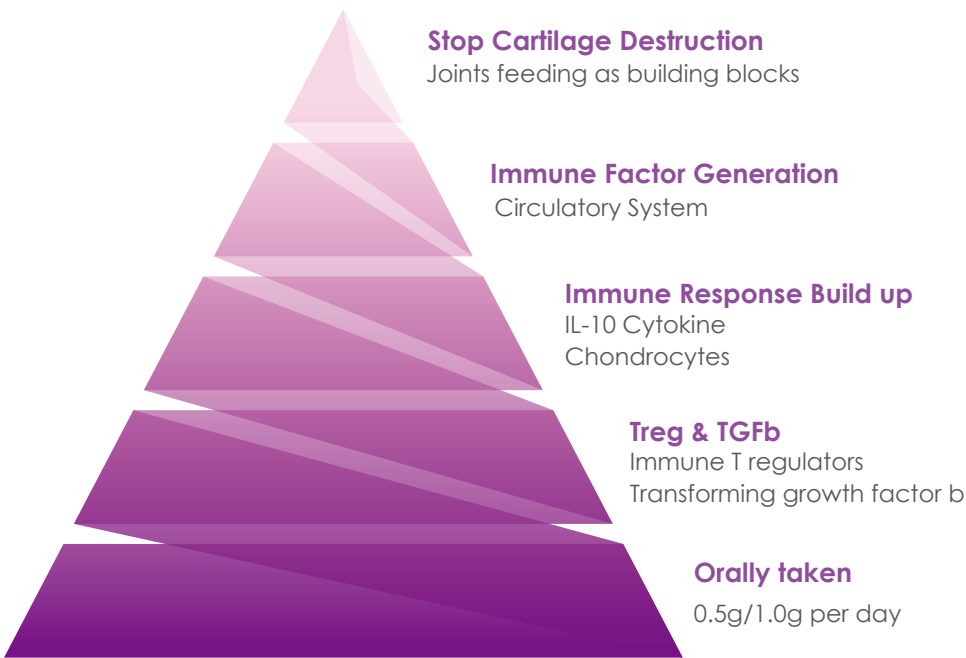 Stop Cartilage Destruction
Joints feeding as building blocks
Immune Factor Generation
Circulatory System
Immune Response Build up
IL-10 Cytokine
Chondrocytes
Treg & TGFb
Immune T regulators
Transforming growth factor b
Orally taken
0.5g/1.0g per day